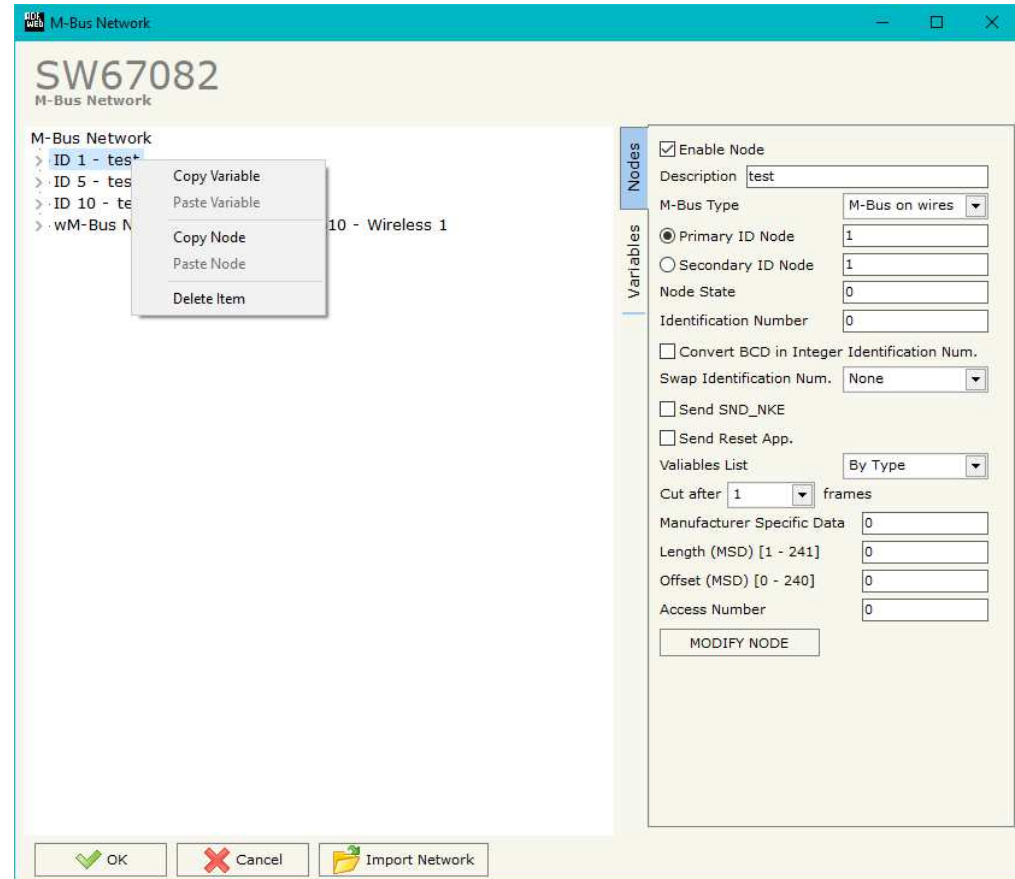 ADF
WEB M-Bus Network
SW67082
M-Bus Network
M-Bus Network
ID 1 - test
ID 5 - tes
ID 10 - te
wM-Bus N 10 - Wireless 1
Copy Variable
Paste Variable
Copy Node
Paste Node
Delete Item
Nodes
Variables
Enable Node
Description test
M-Bus Type M-Bus on wires
Primary ID Node 1
Secondary ID Node 1
Node State 0
Identification Number 0
Convert BCD in Integer Identification Num.
Swap Identification Num. None
Send SND_NKE
Send Reset App.
Valiables List By Type
Cut after 1 frames
Manufacturer Specific Data 0
Length (MSD) [1 - 241] 0
Offset (MSD) [0 - 240] 0
Access Number 0
MODIFY NODE
OK Cancel Import Network